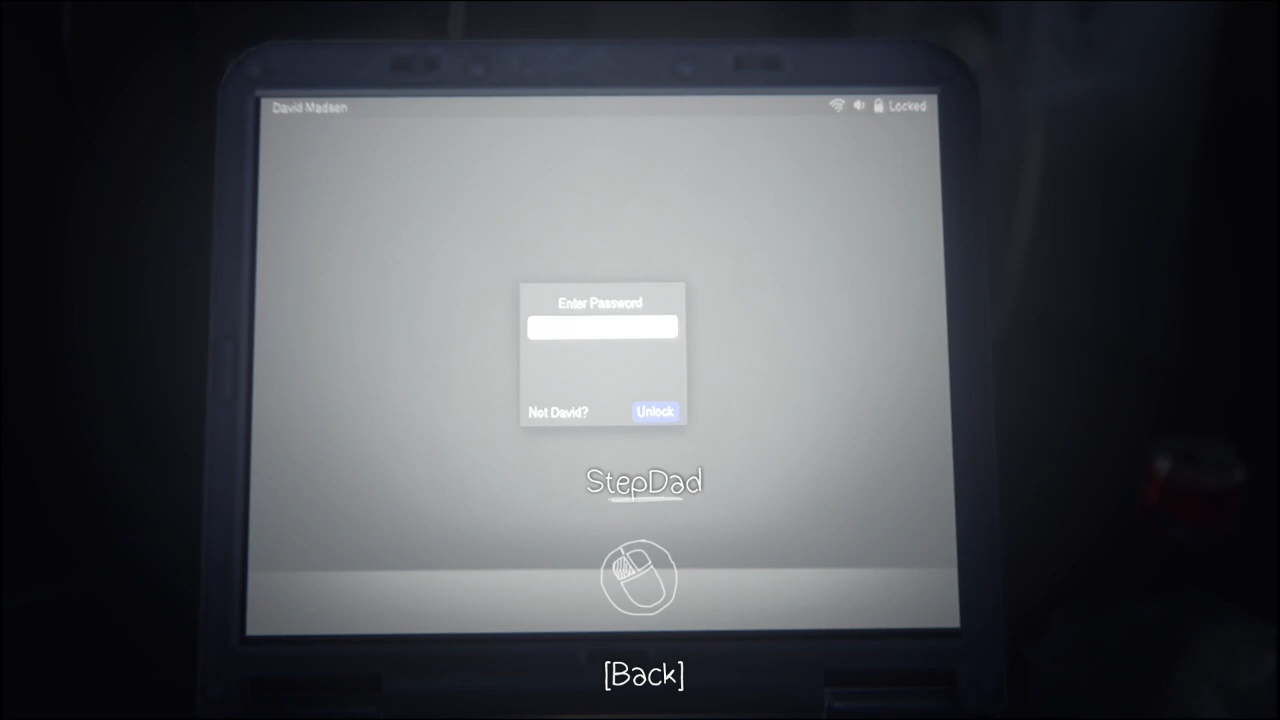 David Madsen
Locked
Enter Password
Not David?
Unlock
StepDad
[Back]